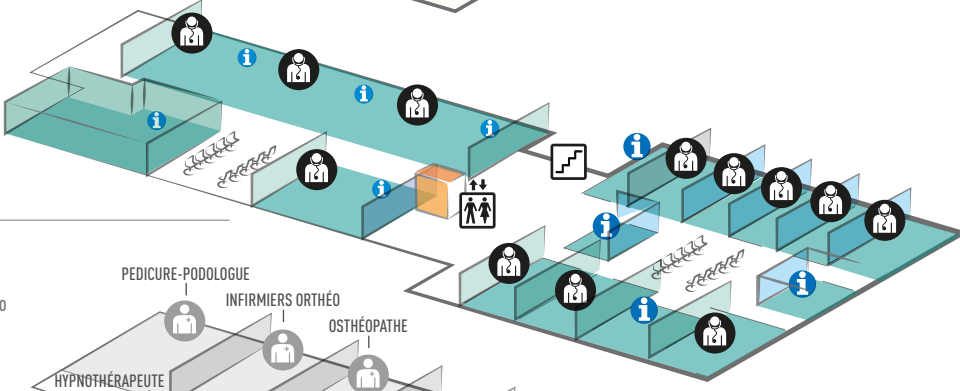 i
i
i
i
i
i
i
i
i
i
PEDICURE-PODOLOGUE
INFIRMIERS ORTHÉO
O
OSTHÉOPATHE
HYPNOTHÉRAPEUTE